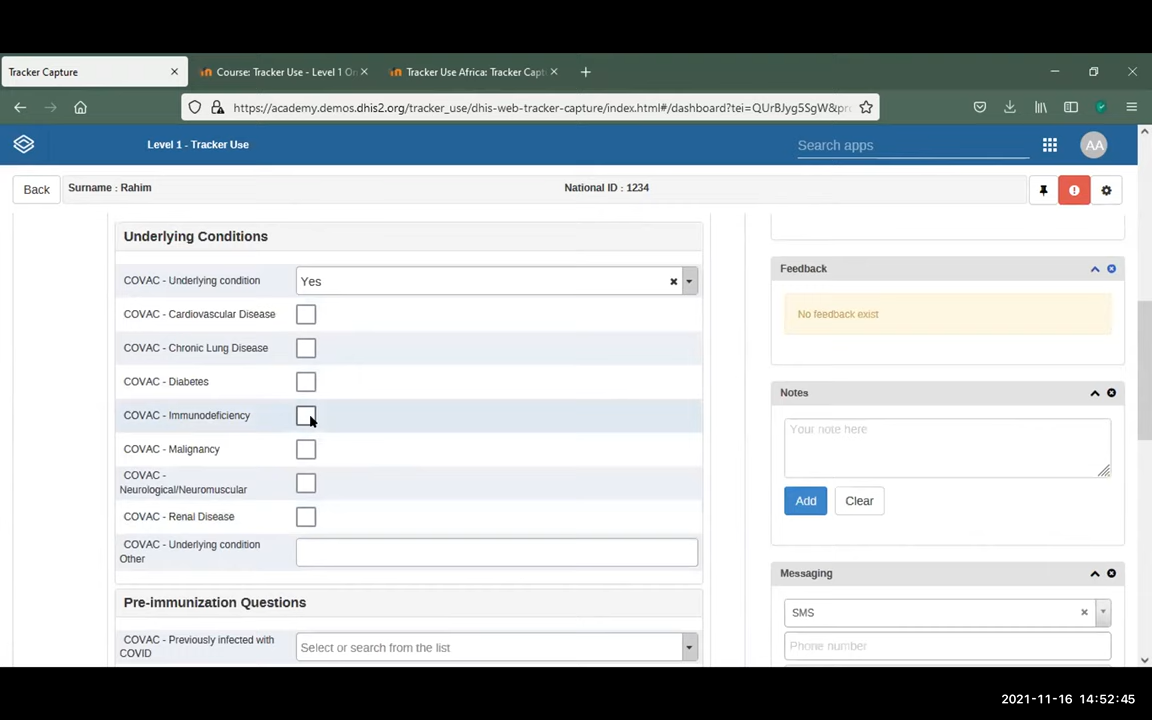 Tracker Capture
Course: Tracker Use - Level 1 Or
Tracker Use Africa: Tracker Capt
https://academy.demos.dhis2.org/tracker_use/dhis-web-tracker-capture/index.html#/dashboard?tei=QUrBJyg5SgW&pr
Level 1 - Tracker Use
Search apps
AA
Back
Surname : Rahim
National ID : 1234
Underlying Conditions
COVAC - Underlying condition
Yes
COVAC - Cardiovascular Disease
COVAC - Chronic Lung Disease
COVAC - Diabetes
COVAC - Immunodeficiency
COVAC - Malignancy
COVAC -
Neurological/Neuromuscular
COVAC - Renal Disease
COVAC - Underlying condition
Other
Pre-immunization Questions
COVAC - Previously infected with
COVID
Select or search from the list
Feedback
No feedback exist
Notes
Your note here
Add
Clear
Messaging
SMS
Phone number
2021-11-16 14:52:45